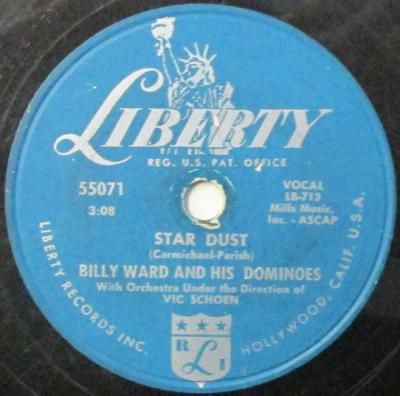 LIBERTY
REG. U.S. PAT. OFFICE
55071
3:08
VOCAL
LB-713
Mills Music,
Inc. - ASCAP
STAR DUST
(Carmichael-Parish)
BILLY WARD AND HIS DOMINOES
With Orchestra Under the Direction of
VIC SCHOEN
LIBERTY RECORDS INC.
HOLLYWOOD, CALIF. U.S.A.
R L I